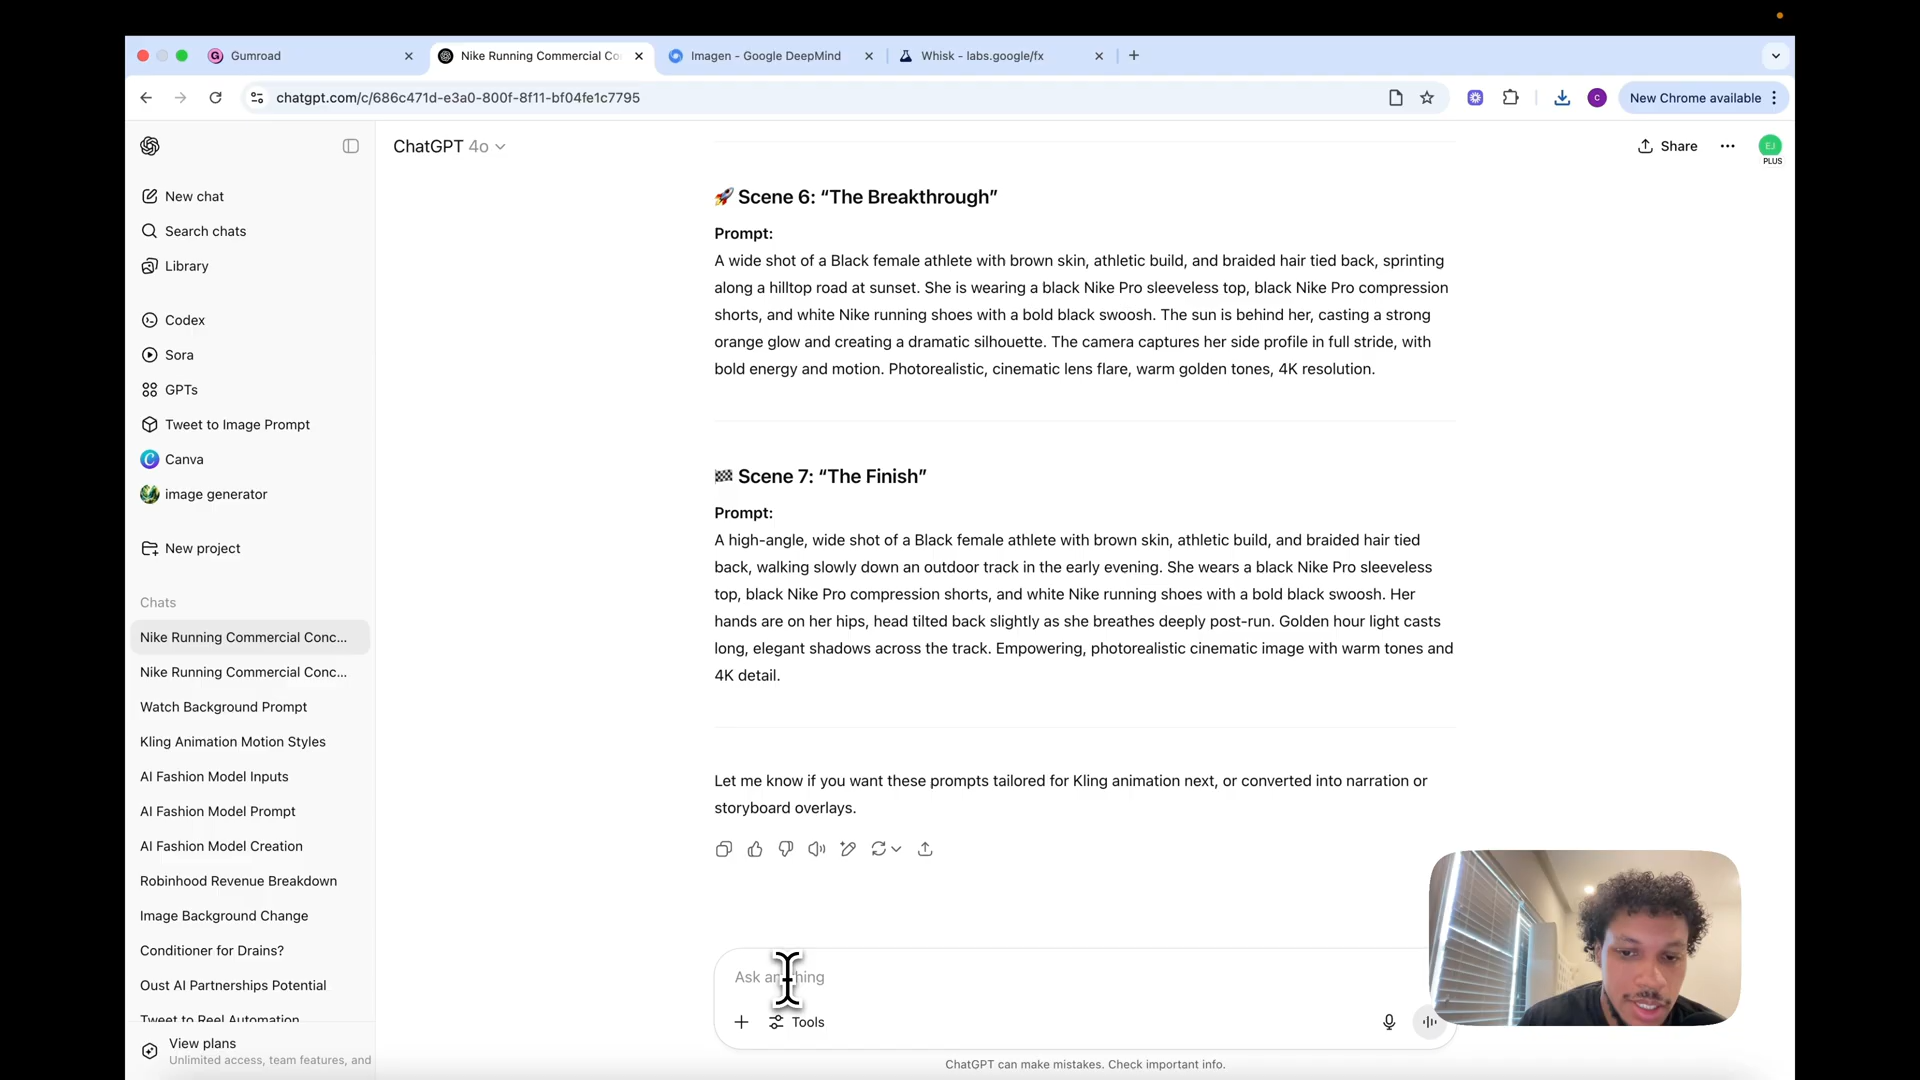 Gumroad
Nike Running Commercial Co
Imagen - Google DeepMind
Whisk - labs.google/fx
chatgpt.com/c/686c471d-e3a0-800f-8f11-bf04fe1c7795
C
New Chrome available
ChatGPT 4o
Share
EJ
PLUS
New chat
Search chats
Library
Codex
Sora
GPTs
Tweet to Image Prompt
Canva
image generator
New project
Chats
Nike Running Commercial Conc...
Nike Running Commercial Conc...
Watch Background Prompt
Kling Animation Motion Styles
AI Fashion Model Inputs
AI Fashion Model Prompt
AI Fashion Model Creation
Robinhood Revenue Breakdown
Image Background Change
Conditioner for Drains?
Oust AI Partnerships Potential
Tweet to Reel Automation
View plans
Unlimited access, team features, and
🚀 Scene 6: “The Breakthrough”
Prompt:
A wide shot of a Black female athlete with brown skin, athletic build, and braided hair tied back, sprinting
along a hilltop road at sunset. She is wearing a black Nike Pro sleeveless top, black Nike Pro compression
shorts, and white Nike running shoes with a bold black swoosh. The sun is behind her, casting a strong
orange glow and creating a dramatic silhouette. The camera captures her side profile in full stride, with
bold energy and motion. Photorealistic, cinematic lens flare, warm golden tones, 4K resolution.
🏁 Scene 7: “The Finish”
Prompt:
A high-angle, wide shot of a Black female athlete with brown skin, athletic build, and braided hair tied
back, walking slowly down an outdoor track in the early evening. She wears a black Nike Pro sleeveless
top, black Nike Pro compression shorts, and white Nike running shoes with a bold black swoosh. Her
hands are on her hips, head tilted back slightly as she breathes deeply post-run. Golden hour light casts
long, elegant shadows across the track. Empowering, photorealistic cinematic image with warm tones and
4K detail.
Let me know if you want these prompts tailored for Kling animation next, or converted into narration or
storyboard overlays.
Ask anything
Tools
ChatGPT can make mistakes. Check important info.